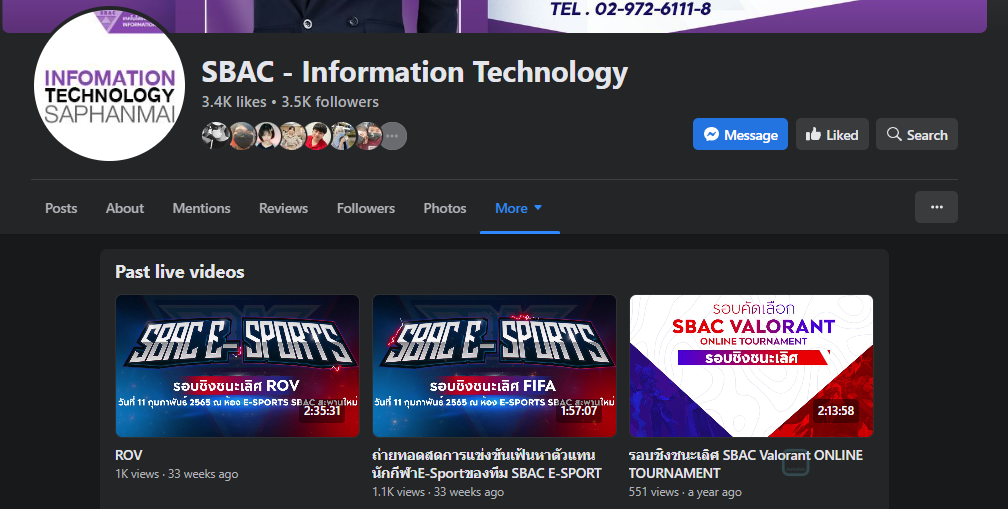 TEL . 02-972-6111-8
INFOMATION
TECHNOLOGY
SAPHANMAI
SBAC - Information Technology
3.4K likes • 3.5K followers
Message
Liked
Search
Posts
About
Mentions
Reviews
Followers
Photos
More
Past live videos
SBAC E-SPORTS
รอบชิงชนะเลิศ ROV
วันที่ 11 กุมภาพันธ์ 2565 ณ ห้อง E-SPORTS SBAC สะพานใหม่
2:35:31
SBAC E-SPORTS
รอบชิงชนะเลิศ FIFA
วันที่ 11 กุมภาพันธ์ 2565 ณ ห้อง E-SPORTS SBAC สะพานใหม่
1:57:07
รอบคัดเลือก
SBAC VALORANT
ONLINE TOURNAMENT
รอบชิงชนะเลิศ
2:13:58
ROV
1K views · 33 weeks ago
ถ่ายทอดสดการแข่งขันเฟ้นหาตัวแทน
นักกีฬาE-Sportของทีม SBAC E-SPORT
1.1K views · 33 weeks ago
รอบชิงชนะเลิศ SBAC Valorant ONLINE
TOURNAMENT
551 views · a year ago